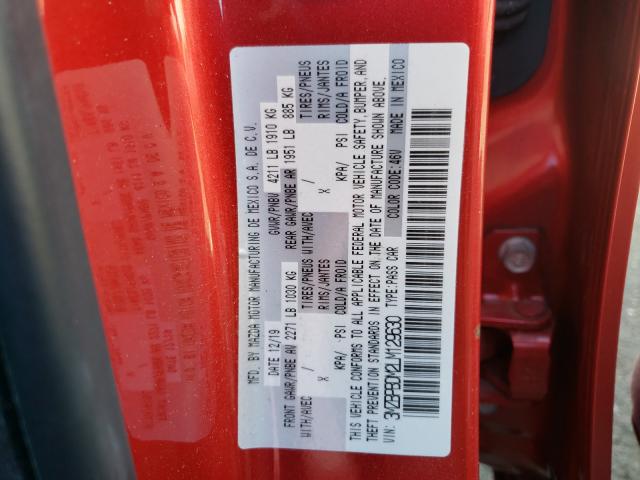 MFD. BY MAZDA MOTOR MANUFACTURING DE MEXICO S.A. DE C.V.
DATE 12/19 GVWR/PNBV 4211 LB 1910 KG
FRONT GAWR/PNBE AV 2271 LB 1030 KG REAR GAWR/PNBE AR 1951 LB 885 KG
WITH/AVEC TIRES/PNEUS WITH/AVEC TIRES/PNEUS
X RIMS/JANTES X RIMS/JANTES
KPA/ PSI COLD/A FROID KPA/ PSI COLD/A FROID
THIS VEHICLE CONFORMS TO ALL APPLICABLE FEDERAL MOTOR VEHICLE SAFETY, BUMPER, AND
THEFT PREVENTION STANDARDS IN EFFECT ON THE DATE OF MANUFACTURE SHOWN ABOVE.
VIN: TYPE:PASS CAR COLOR CODE:46V MADE IN MEXICO